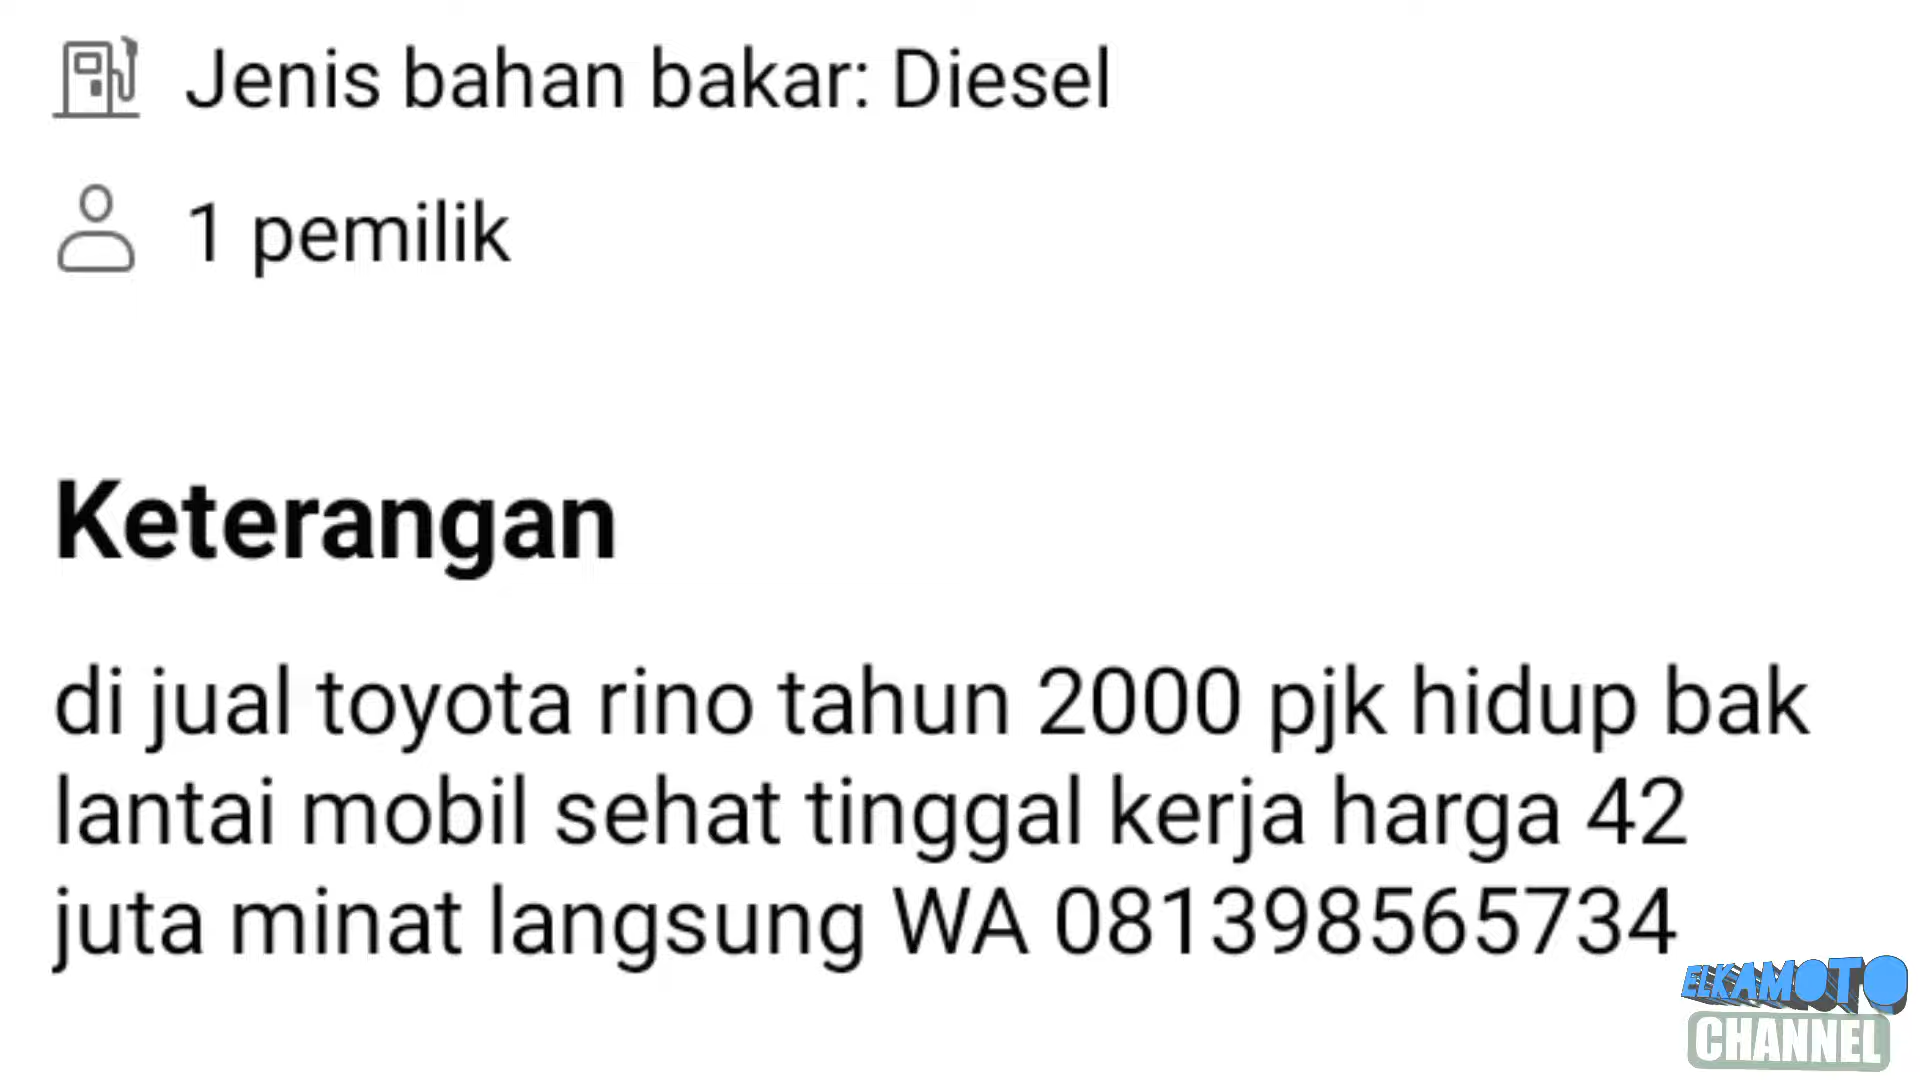 Jenis bahan bakar: Diesel
1 pemilik
Keterangan
di jual toyota rino tahun 2000 pjk hidup bak
lantai mobil sehat tinggal kerja harga 42
juta minat langsung WA 081398565734
ELKAMOTO
CHANNEL